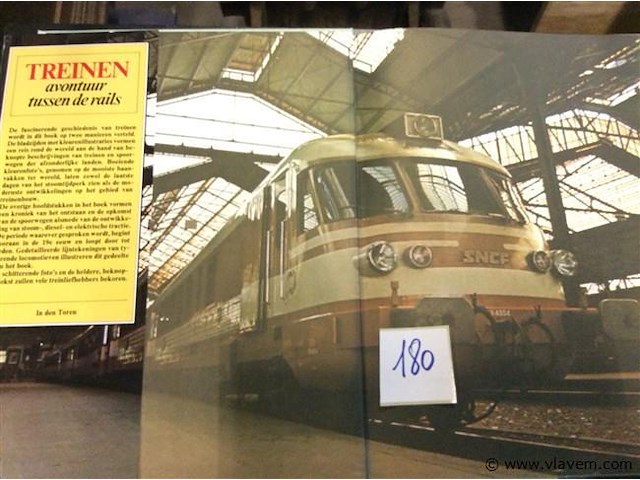 TREINEN
avontuur
tussen de rails
De fascinerende geschiedenis van treinen
wordt in dit boek op twee manieren verteld.
De bladzijden met kleurenillustraties vormen
een reis rond de wereld aan de hand van be-
knopte beschrijvingen van treinen en spoor-
wegen der afzonderlijke landen. Boeiende
kleurenfoto's, genomen op de mooiste baan-
vakken ter wereld, laten zowel de laatste
dagen van het stoomtijdperk zien als de mo-
dernste ontwikkelingen op het gebied van
treinenbouw.
De overige hoofdstukken in het boek vormen
een kroniek van het ontstaan en de opkomst
van de spoorwegen alsmede van de ontwikke-
ling van stoom-, diesel- en elektrische tractie.
De periode waarover gesproken wordt, begint
vooraan in de 19e eeuw en loopt door tot
heden. Gedetailleerde lijntekeningen van ty-
locomotieven illustreren dit gedeelte
van het boek.
schitterende foto's en de heldere, beknop-
tekst zullen vele treinliefhebbers bekoren.
In den Toren
SNCF
180
© www.vlavem.com